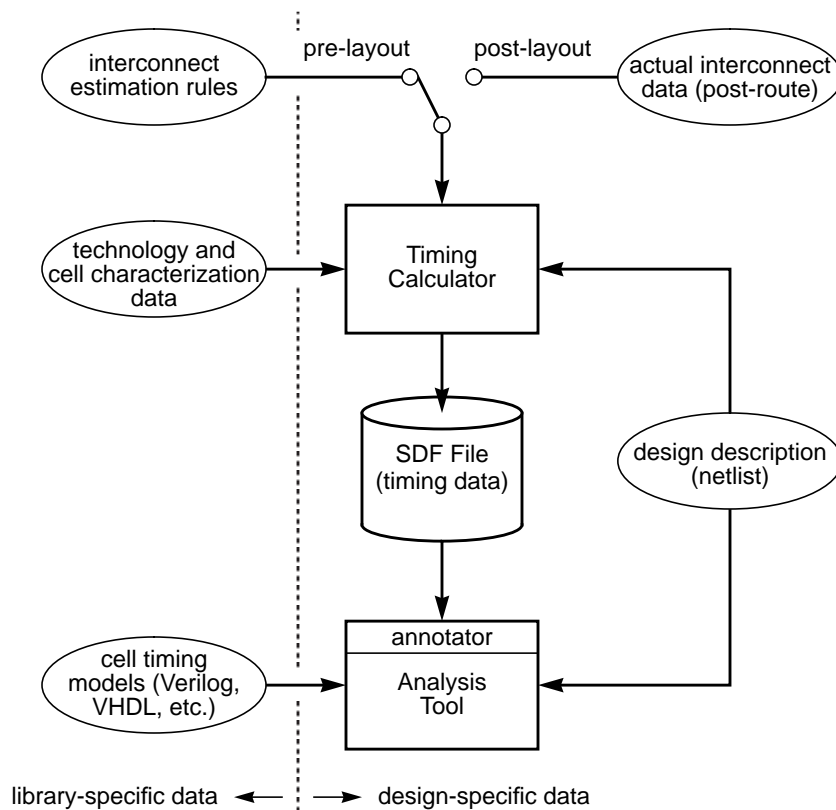 pre-layout
post-layout
interconnect
estimation rules
actual interconnect
data (post-route)
technology and
cell characterization
data
Timing
Calculator
SDF File
(timing data)
design description
(netlist)
annotator
cell timing
models (Verilog,
VHDL, etc.)
Analysis
Tool
library-specific data
design-specific data